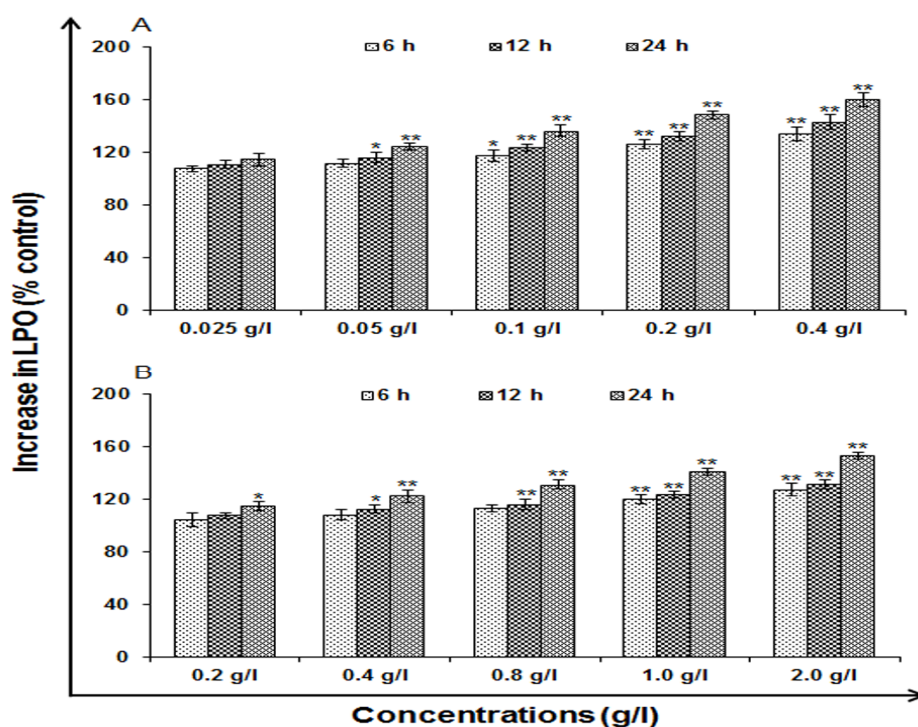 A
6 h 12 h 24 h
200
160
120
80
40
0
* ** * ** ** ** ** ** ** ** **
0.025 g/l 0.05 g/l 0.1 g/l 0.2 g/l 0.4 g/l
B
6 h 12 h 24 h
200
160
120
80
40
0
* * ** ** ** ** ** ** ** ** **
0.2 g/l 0.4 g/l 0.8 g/l 1.0 g/l 2.0 g/l
Increase in LPO (% control)
Concentrations (g/l)